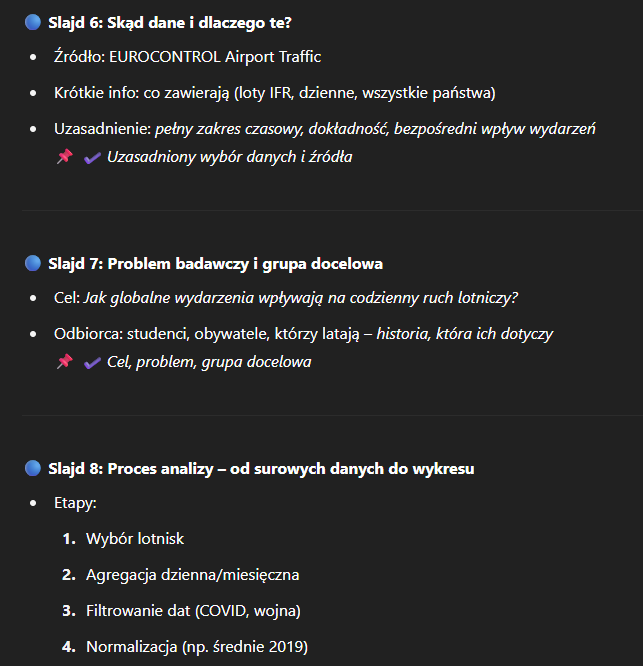 Slajd 6: Skąd dane i dlaczego te?
Źródło: EUROCONTROL Airport Traffic
Krótkie info: co zawierają (loty IFR, dzienne, wszystkie państwa)
Uzasadnienie: pełny zakres czasowy, dokładność, bezpośredni wpływ wydarzeń
Uzasadniony wybór danych i źródła
Slajd 7: Problem badawczy i grupa docelowa
Cel: Jak globalne wydarzenia wpływają na codzienny ruch lotniczy?
Odbiorca: studenci, obywatele, którzy latają – historia, która ich dotyczy
Cel, problem, grupa docelowa
Slajd 8: Proces analizy – od surowych danych do wykresu
Etapy:
1. Wybór lotnisk
2. Agregacja dzienna/miesięczna
3. Filtrowanie dat (COVID, wojna)
4. Normalizacja (np. średnie 2019)